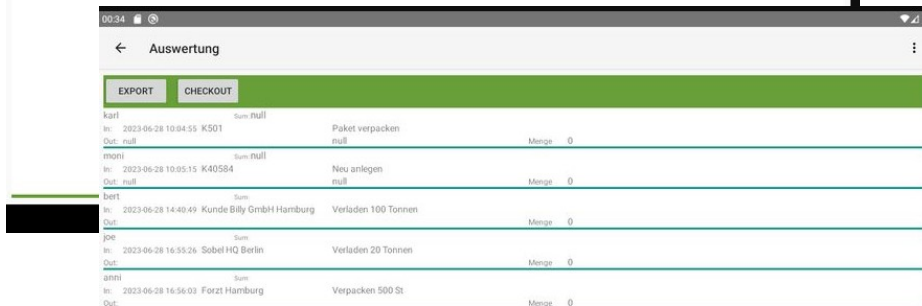 00:34
Auswertung
EXPORT CHECKOUT
karl Sum: null
In: 2023-06-28 10:04:55 K501 Paket verpacken
Out: null null Menge 0
moni Sum: null
In: 2023-06-28 10:05:15 K40584 Neu anlegen
Out: null null Menge 0
bert Sum:
In: 2023-06-28 14:40:49 Kunde Billy GmbH Hamburg Verladen 100 Tonnen
Out: Menge 0
joe Sum:
In: 2023-06-28 16:55:26 Sobel HQ Berlin Verladen 20 Tonnen
Out: Menge 0
anni Sum:
In: 2023-06-28 16:56:03 Forzt Hamburg Verpacken 500 St
Out: Menge 0